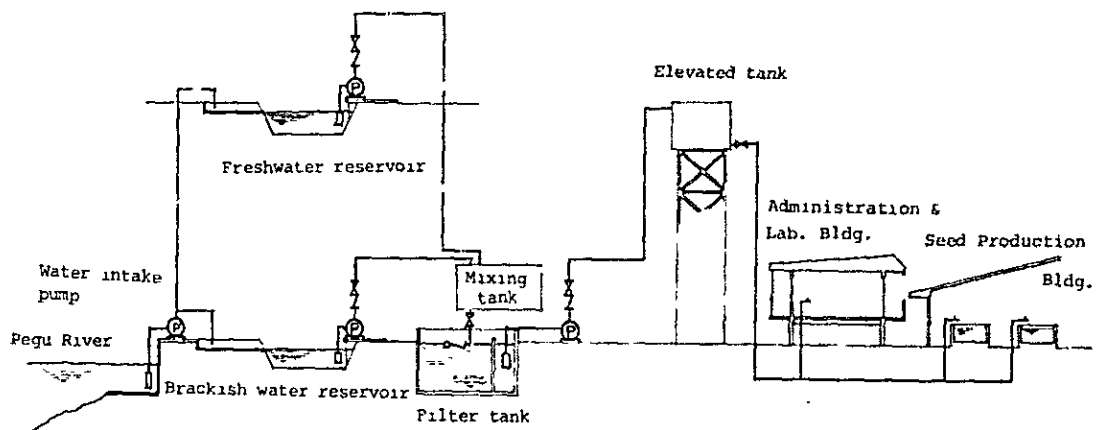 Elevated tank
Freshwater reservoir
Administration &
Lab. Bldg.
Seed Production
Bldg.
Water intake
pump
Mixing
tank
Pegu River
Brackish water reservoir
Filter tank
P
P
P
P